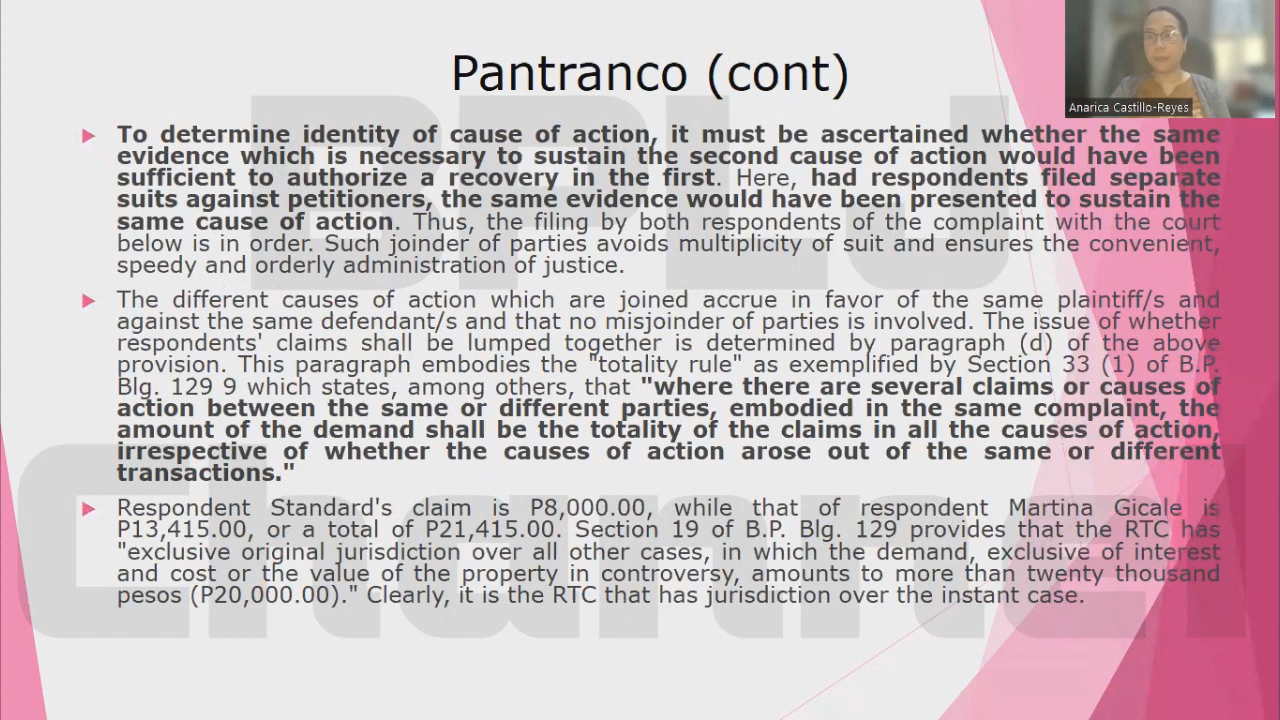 Pantranco (cont)
Anarica Castillo-Reyes
To determine identity of cause of action, it must be ascertained whether the same
evidence which is necessary to sustain the second cause of action would have been
sufficient to authorize a recovery in the first. Here, had respondents filed separate
suits against petitioners, the same evidence would have been presented to sustain the
same cause of action. Thus, the filing by both respondents of the complaint with the court
below is in order. Such joinder of parties avoids multiplicity of suit and ensures the convenient,
speedy and orderly administration of justice.
The different causes of action which are joined accrue in favor of the same plaintiff/s and
against the same defendant/s and that no misjoinder of parties is involved. The issue of whether
respondents' claims shall be lumped together is determined by paragraph (d) of the above
provision. This paragraph embodies the "totality rule" as exemplified by Section 33 (1) of B.P.
Blg. 129 9 which states, among others, that "where there are several claims or causes of
action between the same or different parties, embodied in the same complaint, the
amount of the demand shall be the totality of the claims in all the causes of action,
irrespective of whether the causes of action arose out of the same or different
transactions."
Respondent Standard's claim is P8,000.00, while that of respondent Martina Gicale is
P13,415.00, or a total of P21,415.00. Section 19 of B.P. Blg. 129 provides that the RTC has
"exclusive original jurisdiction over all other cases, in which the demand, exclusive of interest
and cost or the value of the property in controversy, amounts to more than twenty thousand
pesos (P20,000.00)." Clearly, it is the RTC that has jurisdiction over the instant case.
BPLJ
Channel